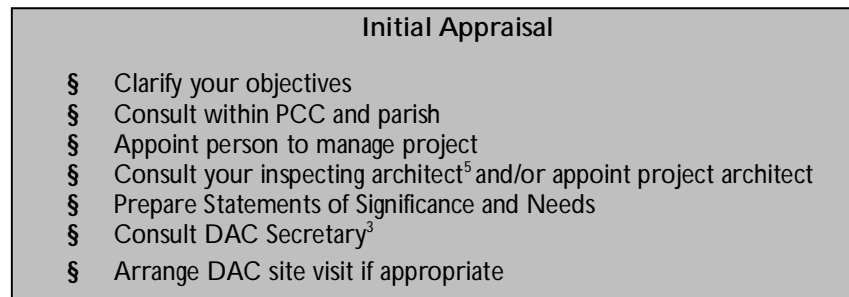 Initial Appraisal
§ Clarify your objectives
§ Consult within PCC and parish
§ Appoint person to manage project
§ Consult your inspecting architect⁵ and/or appoint project architect
§ Prepare Statements of Significance and Needs
§ Consult DAC Secretary³
§ Arrange DAC site visit if appropriate